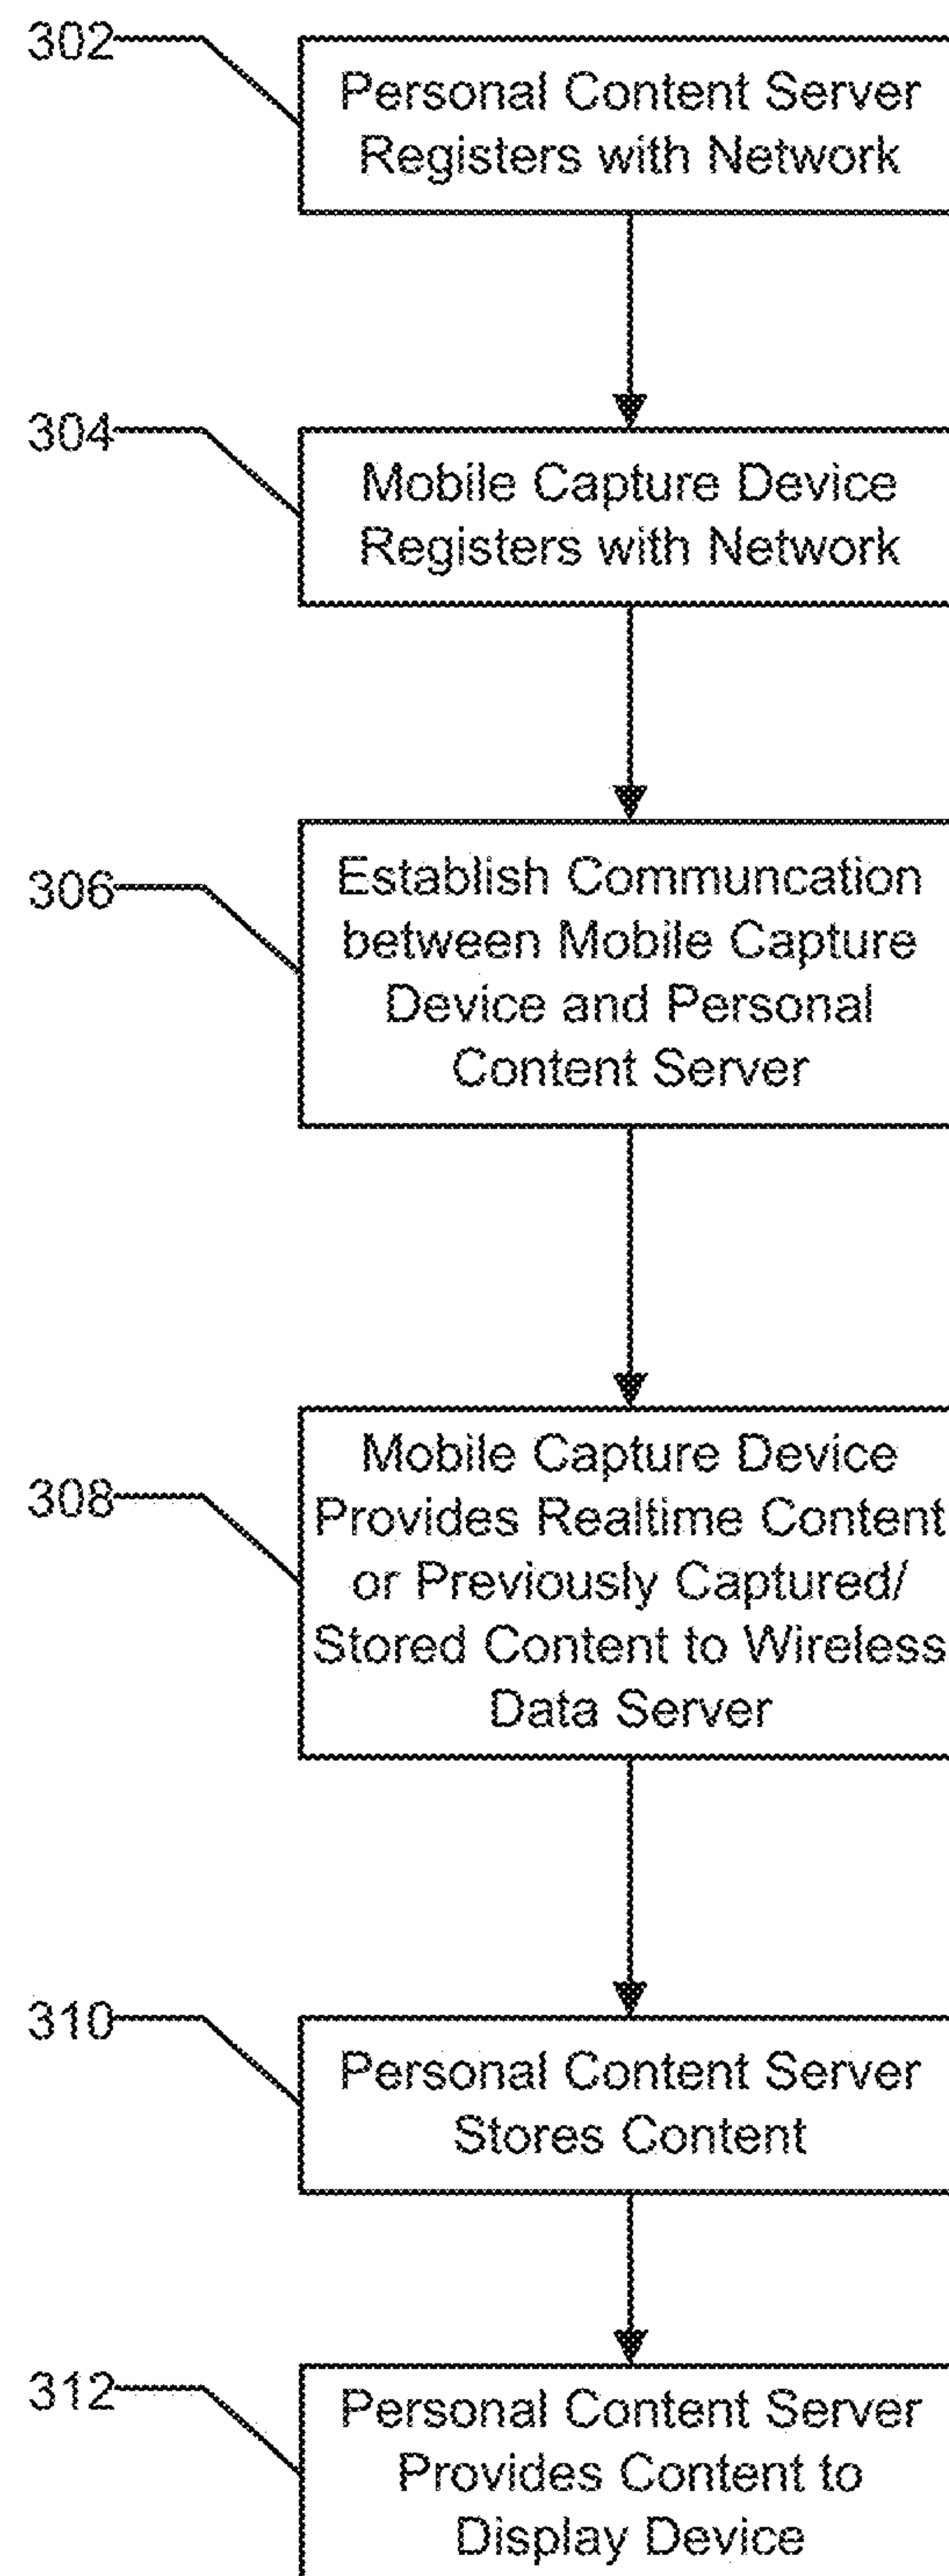 302
Personal Content Server
Registers with Network
304
Mobile Capture Device
Registers with Network
306
Establish Communcation
between Mobile Capture
Device and Personal
Content Server
308
Mobile Capture Device
Provides Realtime Content
or Previously Captured/
Stored Content to Wireless
Data Server
310
Personal Content Server
Stores Content
312
Personal Content Server
Provides Content to
Display Device